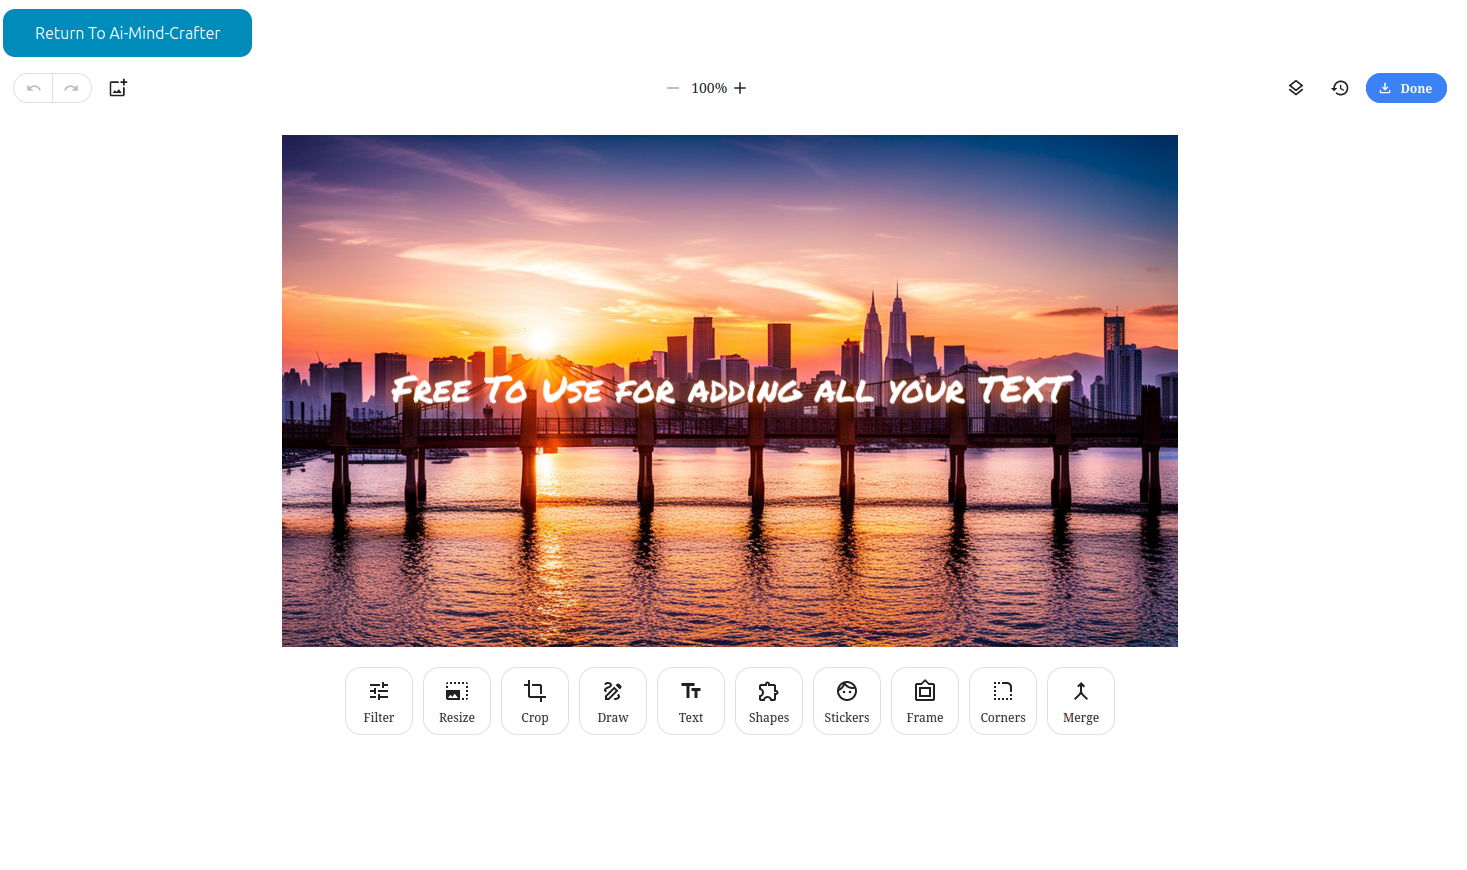 Return To Ai-Mind-Crafter
100%
Done
Free To Use for adding all your TEXT
Filter
Resize
Crop
Draw
Text
Shapes
Stickers
Frame
Corners
Merge